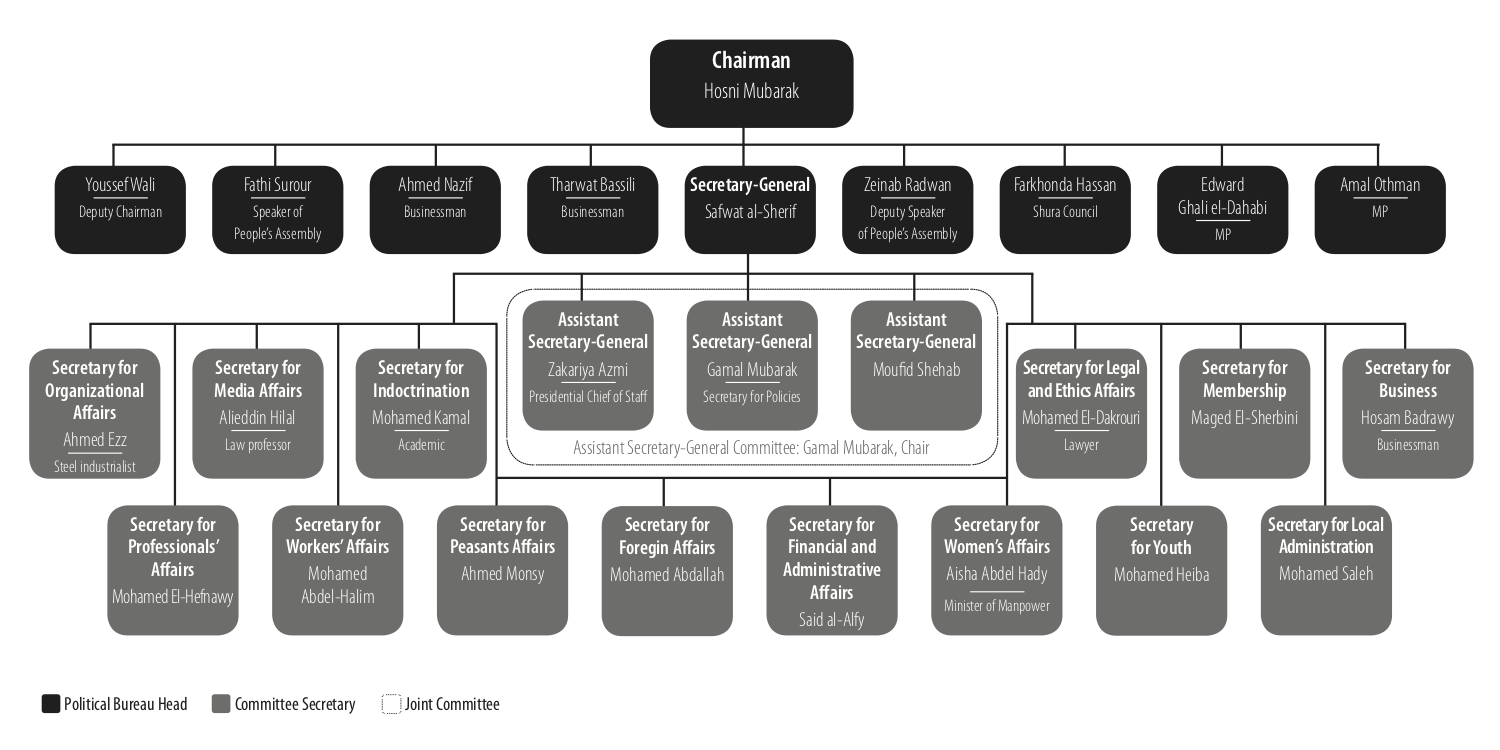 Chairman
Hosni Mubarak
Youssef Wali
Deputy Chairman
Fathi Surour
Speaker of
People's Assembly
Ahmed Nazif
Businessman
Tharwat Bassili
Businessman
Secretary-General
Safwat al-Sherif
Zeinab Radwan
Deputy Speaker
of People's Assembly
Farkhonda Hassan
Shura Council
Edward
Ghali el-Dahabi
MP
Amal Othman
MP
Assistant
Secretary-General
Zakariya Azmi
Presidential Chief of Staff
Assistant
Secretary-General
Gamal Mubarak
Secretary for Policies
Assistant
Secretary-General
Moufid Shehab
Assistant Secretary-General Committee: Gamal Mubarak, Chair
Secretary for
Organizational
Affairs
Ahmed Ezz
Steel industrialist
Secretary for
Media Affairs
Alieddin Hilal
Law professor
Secretary for
Indoctrination
Mohamed Kamal
Academic
Secretary for Legal
and Ethics Affairs
Mohamed El-Dakrouri
Lawyer
Secretary for
Membership
Maged El-Sherbini
Secretary for
Business
Hosam Badrawy
Businessman
Secretary for
Professionals'
Affairs
Mohamed El-Hefnawy
Secretary for
Workers' Affairs
Mohamed
Abdel-Halim
Secretary for
Peasants Affairs
Ahmed Monsy
Secretary for
Foregin Affairs
Mohamed Abdallah
Secretary for
Financial and
Administrative
Affairs
Said al-Alfy
Secretary for
Women's Affairs
Aisha Abdel Hady
Minister of Manpower
Secretary
for Youth
Mohamed Heiba
Secretary for Local
Administration
Mohamed Saleh
Political Bureau Head
Committee Secretary
Joint Committee